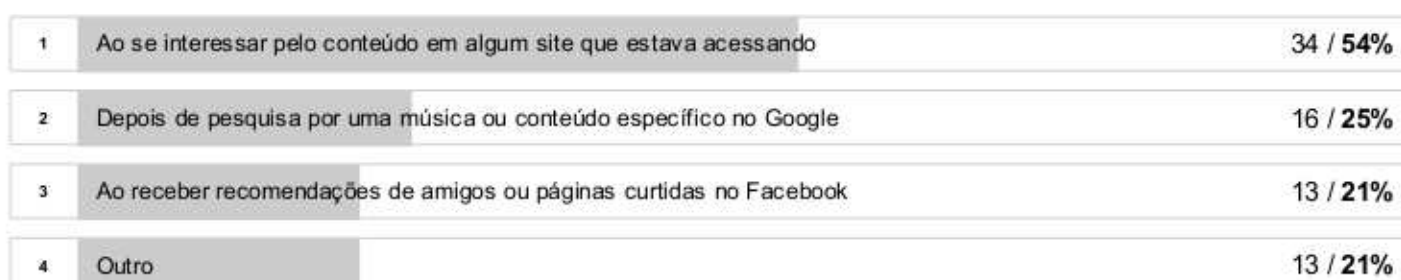 1 Ao se interessar pelo conteúdo em algum site que estava acessando 34 / 54%
2 Depois de pesquisa por uma música ou conteúdo específico no Google 16 / 25%
3 Ao receber recomendações de amigos ou páginas curtidas no Facebook 13 / 21%
4 Outro 13 / 21%